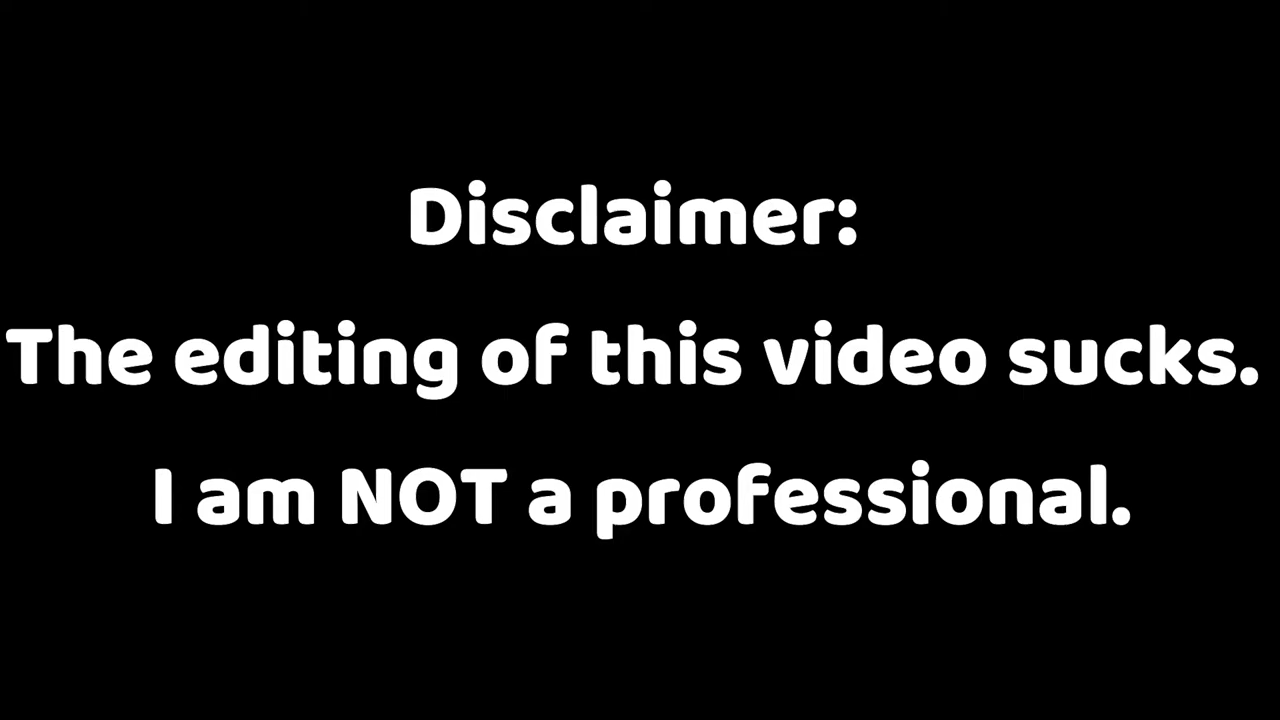 Disclaimer:
The editing of this video sucks.
I am NOT a professional.